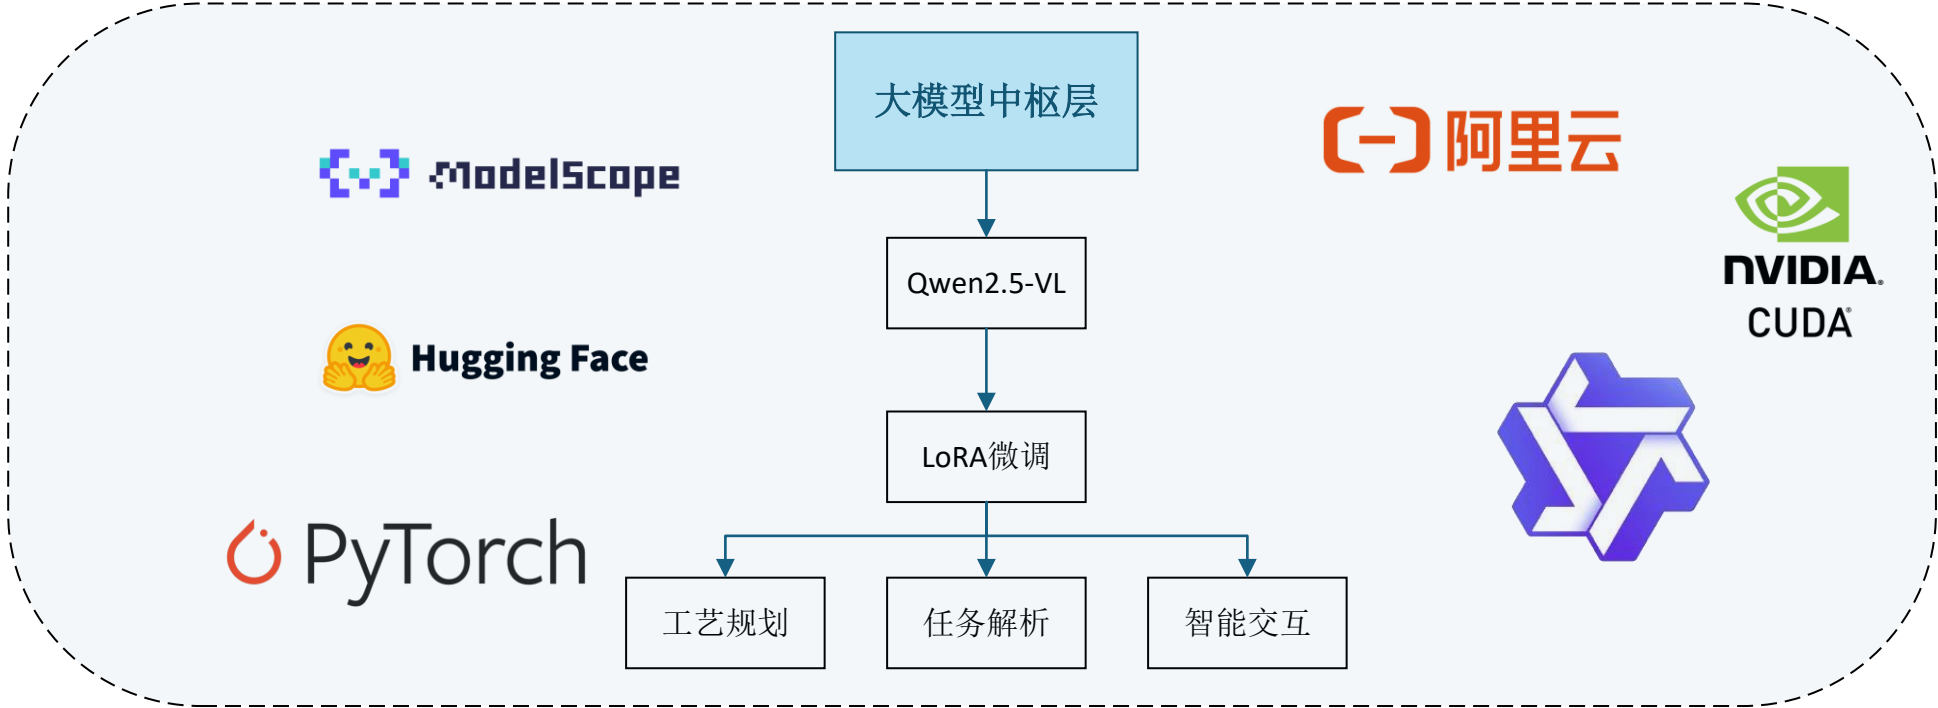 大模型中枢层
ModelScope
阿里云
NVIDIA®
CUDA®
Qwen2.5-VL
Hugging Face
LoRA微调
PyTorch
工艺规划
任务解析
智能交互